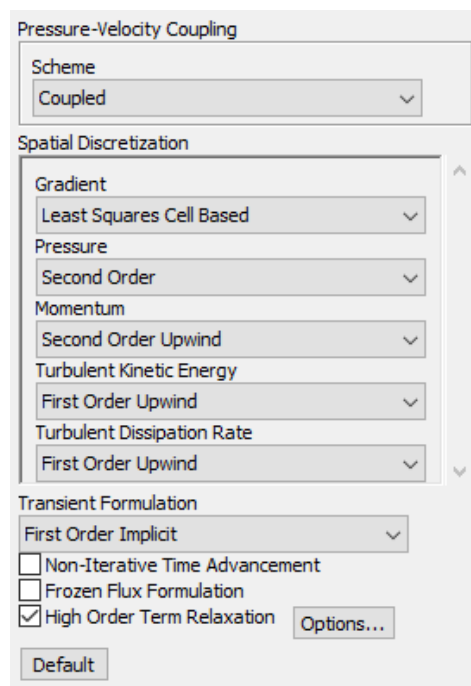 Pressure-Velocity Coupling
Scheme
Coupled
Spatial Discretization
Gradient
Least Squares Cell Based
Pressure
Second Order
Momentum
Second Order Upwind
Turbulent Kinetic Energy
First Order Upwind
Turbulent Dissipation Rate
First Order Upwind
Transient Formulation
First Order Implicit
Non-Iterative Time Advancement
Frozen Flux Formulation
High Order Term Relaxation Options...
Default